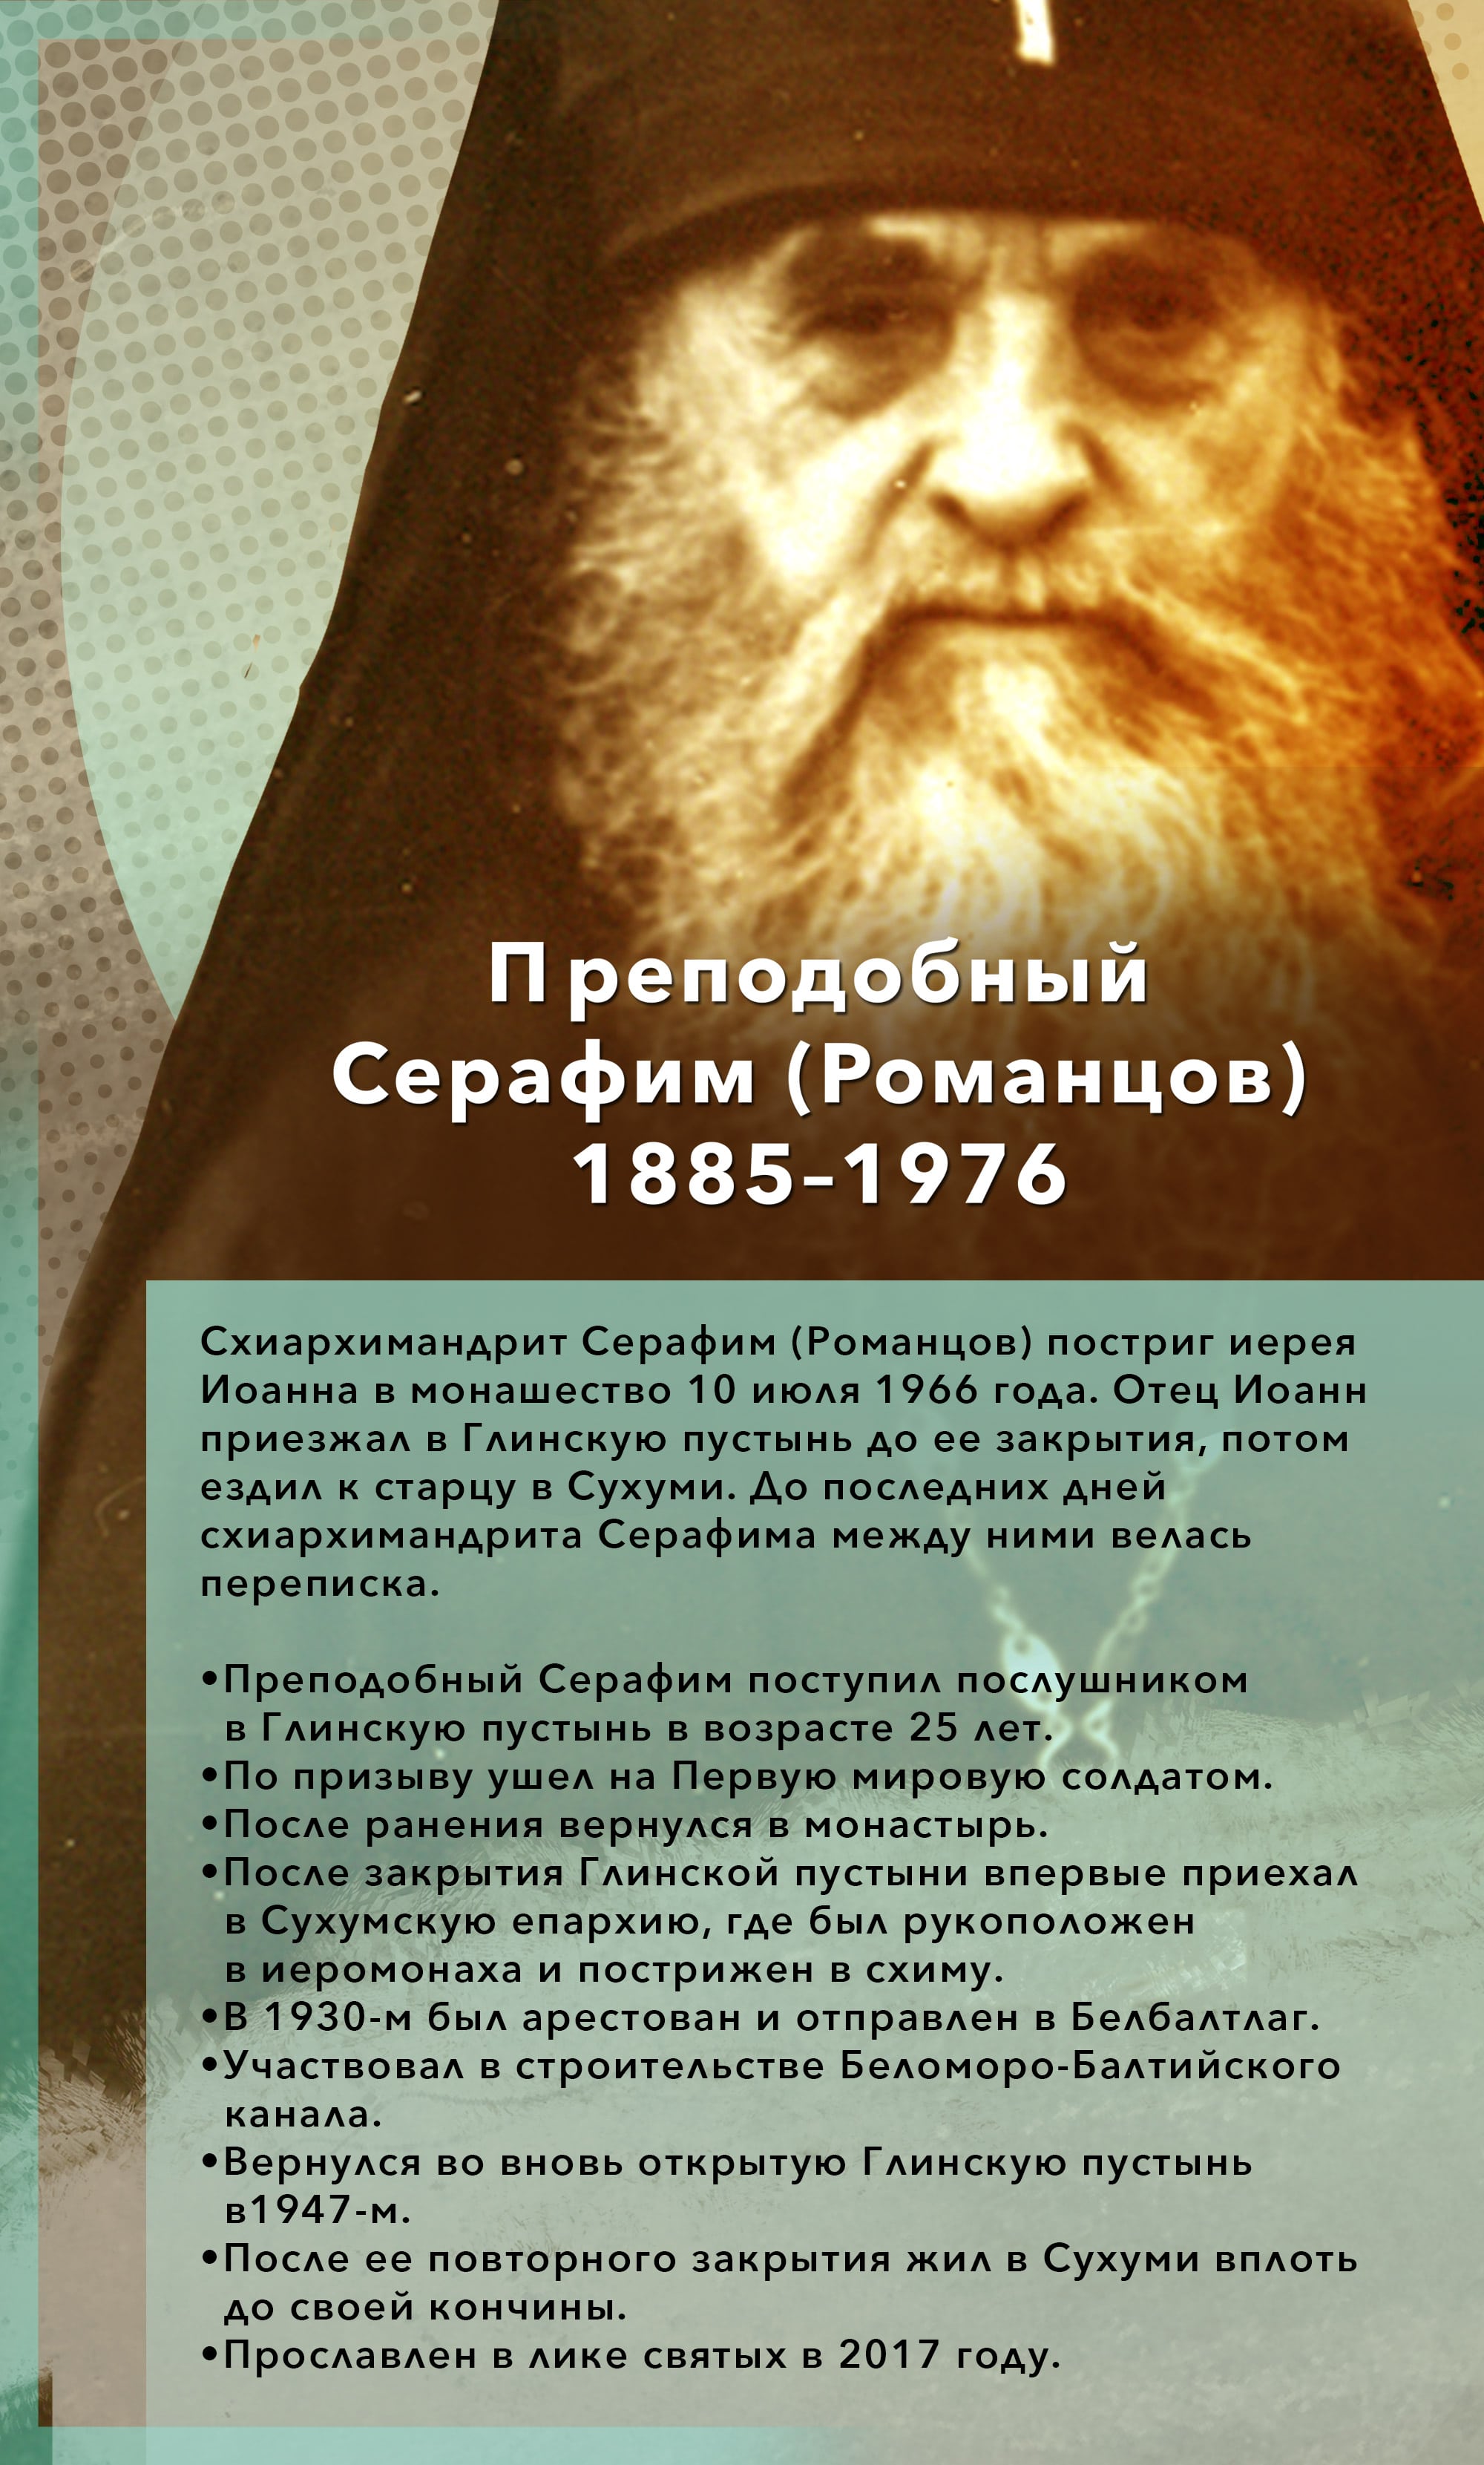 Преподобный
Серафим (Романцов)
1885–1976
Схиархимандрит Серафим (Романцов) постриг иерея
Иоанна в монашество 10 июля 1966 года. Отец Иоанн
приезжал в Глинскую пустынь до ее закрытия, потом
ездил к старцу в Сухуми. До последних дней
схиархимандрита Серафима между ними велась
переписка.
•Преподобный Серафим поступил послушником
в Глинскую пустынь в возрасте 25 лет.
•По призыву ушел на Первую мировую солдатом.
•После ранения вернулся в монастырь.
•После закрытия Глинской пустыни впервые приехал
в Сухумскую епархию, где был рукоположен
в иеромонаха и пострижен в схиму.
•В 1930-м был арестован и отправлен в Белбалтлаг.
•Участвовал в строительстве Беломоро-Балтийского
канала.
•Вернулся во вновь открытую Глинскую пустынь
в1947-м.
•После ее повторного закрытия жил в Сухуми вплоть
до своей кончины.
•Прославлен в лике святых в 2017 году.